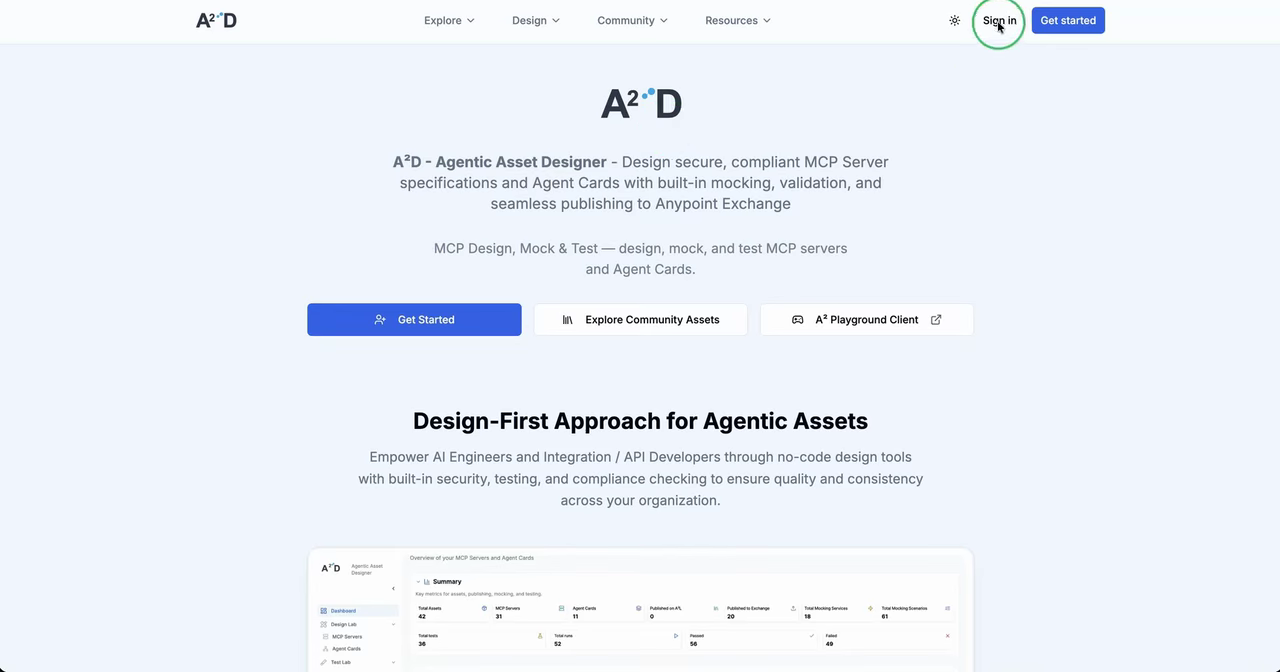 A²D
Explore
Design
Community
Resources
Sign in
Get started
A²D
A²D - Agentic Asset Designer - Design secure, compliant MCP Server
specifications and Agent Cards with built-in mocking, validation, and
seamless publishing to Anypoint Exchange
MCP Design, Mock & Test — design, mock, and test MCP servers
and Agent Cards.
Get Started
Explore Community Assets
A² Playground Client
Design-First Approach for Agentic Assets
Empower AI Engineers and Integration / API Developers through no-code design tools
with built-in security, testing, and compliance checking to ensure quality and consistency
across your organization.
A²D
Agentic Asset
Designer
Dashboard
Design Lab
MCP Servers
Agent Cards
Test Lab
Overview of your MCP Servers and Agent Cards
Summary
Key metrics for assets, publishing, mocking, and testing.
Total Assets
42
MCP Servers
31
Agent Cards
11
Published on A²L
0
Published to Exchange
20
Total Mocking Services
18
Total Mocking Scenarios
61
Total tests
36
Total runs
52
Passed
56
Failed
49